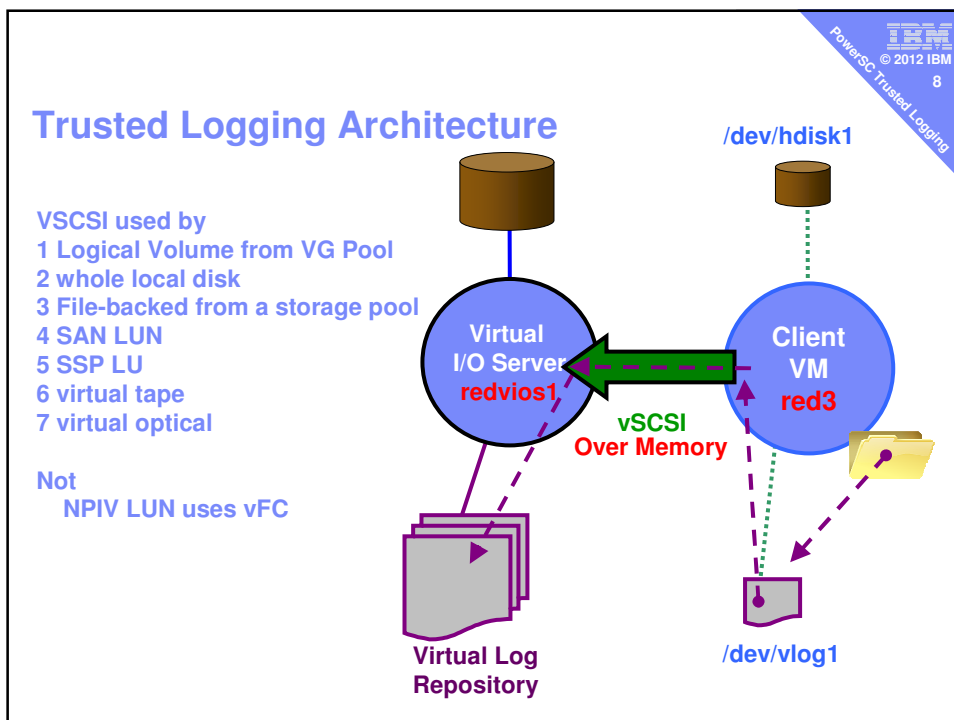 IBM
© 2012 IBM
8
PowerSC Trusted Logging
Trusted Logging Architecture
/dev/hdisk1
VSCSI used by
1 Logical Volume from VG Pool
2 whole local disk
3 File-backed from a storage pool
4 SAN LUN
5 SSP LU
6 virtual tape
7 virtual optical
Not
NPIV LUN uses vFC
Virtual
I/O Server
redvios1
Client
VM
red3
vSCSI
Over Memory
Virtual Log
Repository
/dev/vlog1